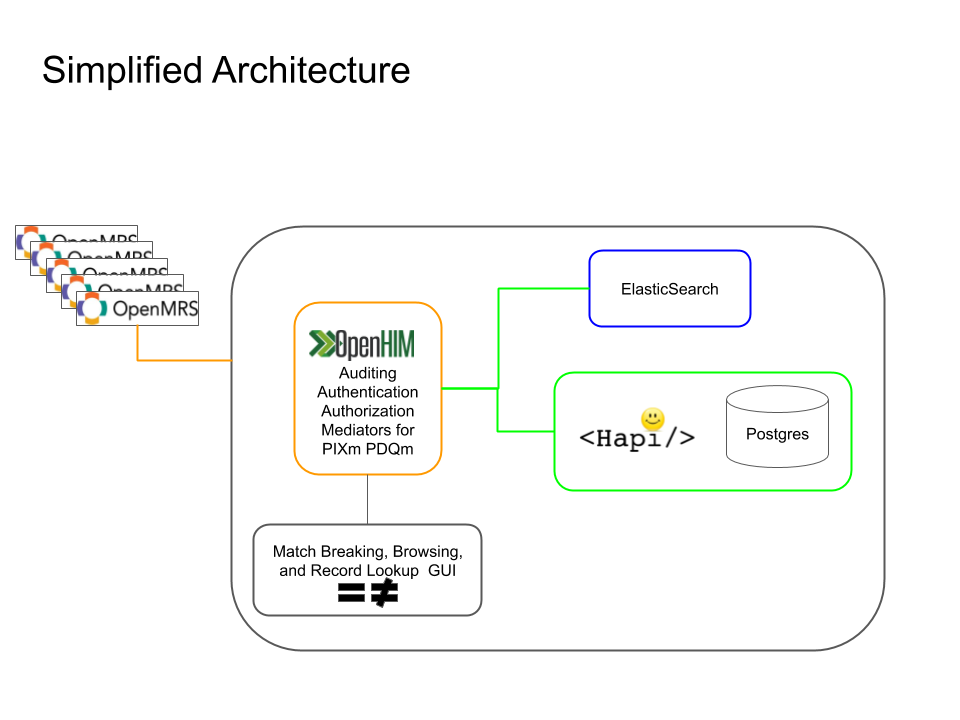 Simplified Architecture
OpenMRS
OpenMRS
OpenMRS
OpenMRS
OpenMRS
ElasticSearch
OpenHIM
Auditing
Authentication
Authorization
Mediators for
PIXm PDQm
<Hapi/>
Postgres
Match Breaking, Browsing,
and Record Lookup GUI
=≠